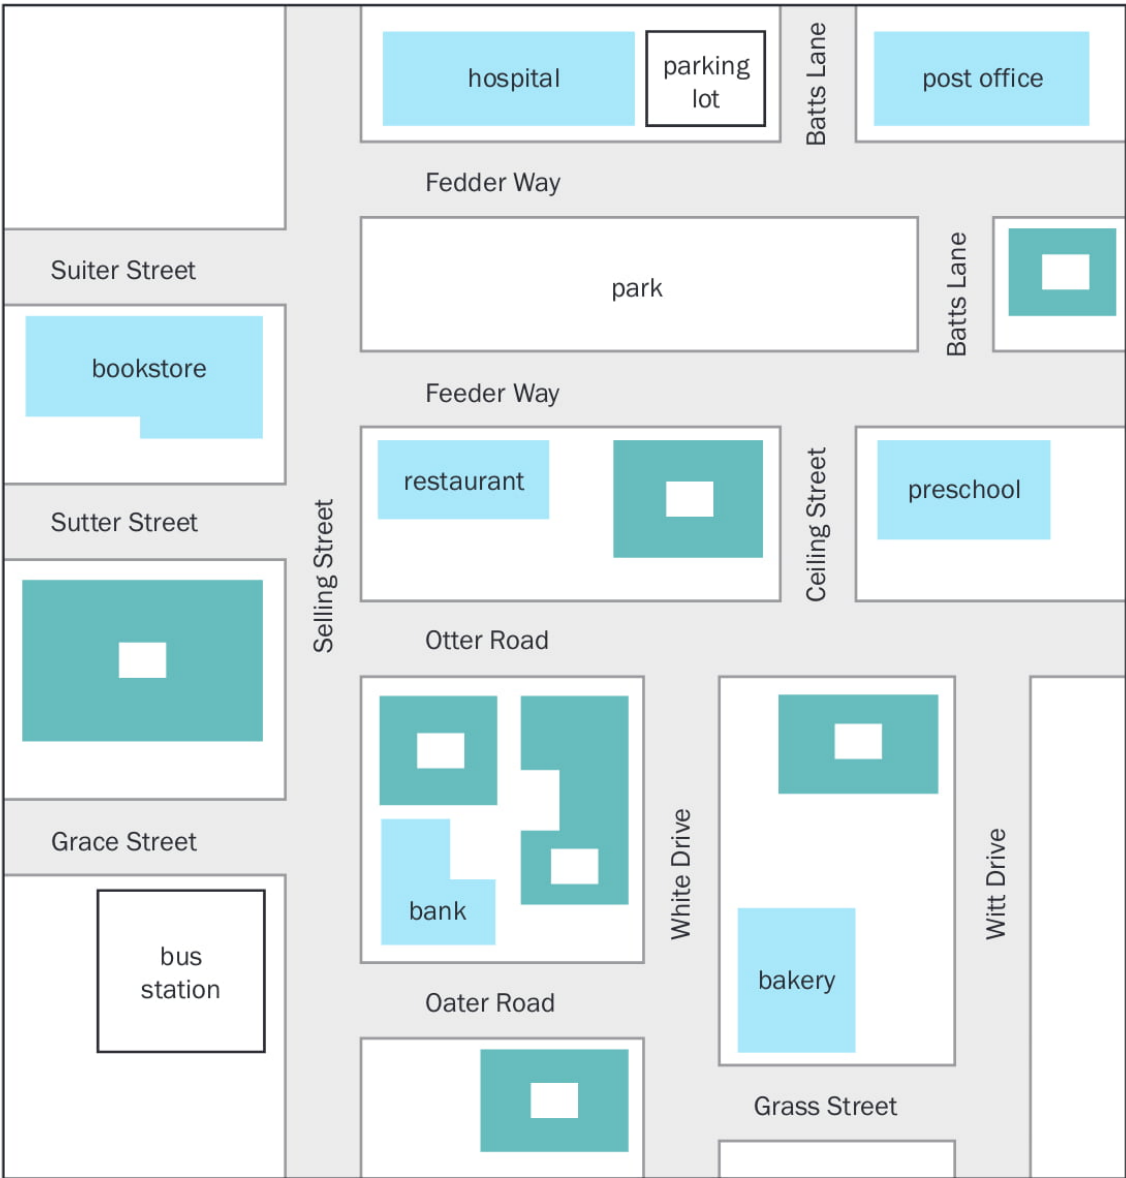 hospital
parking
lot
Batts Lane
post office
Fedder Way
Suiter Street
park
Batts Lane
bookstore
Feeder Way
restaurant
preschool
Sutter Street
Selling Street
Ceiling Street
Otter Road
Grace Street
bank
White Drive
Witt Drive
bus
station
bakery
Oater Road
Grass Street